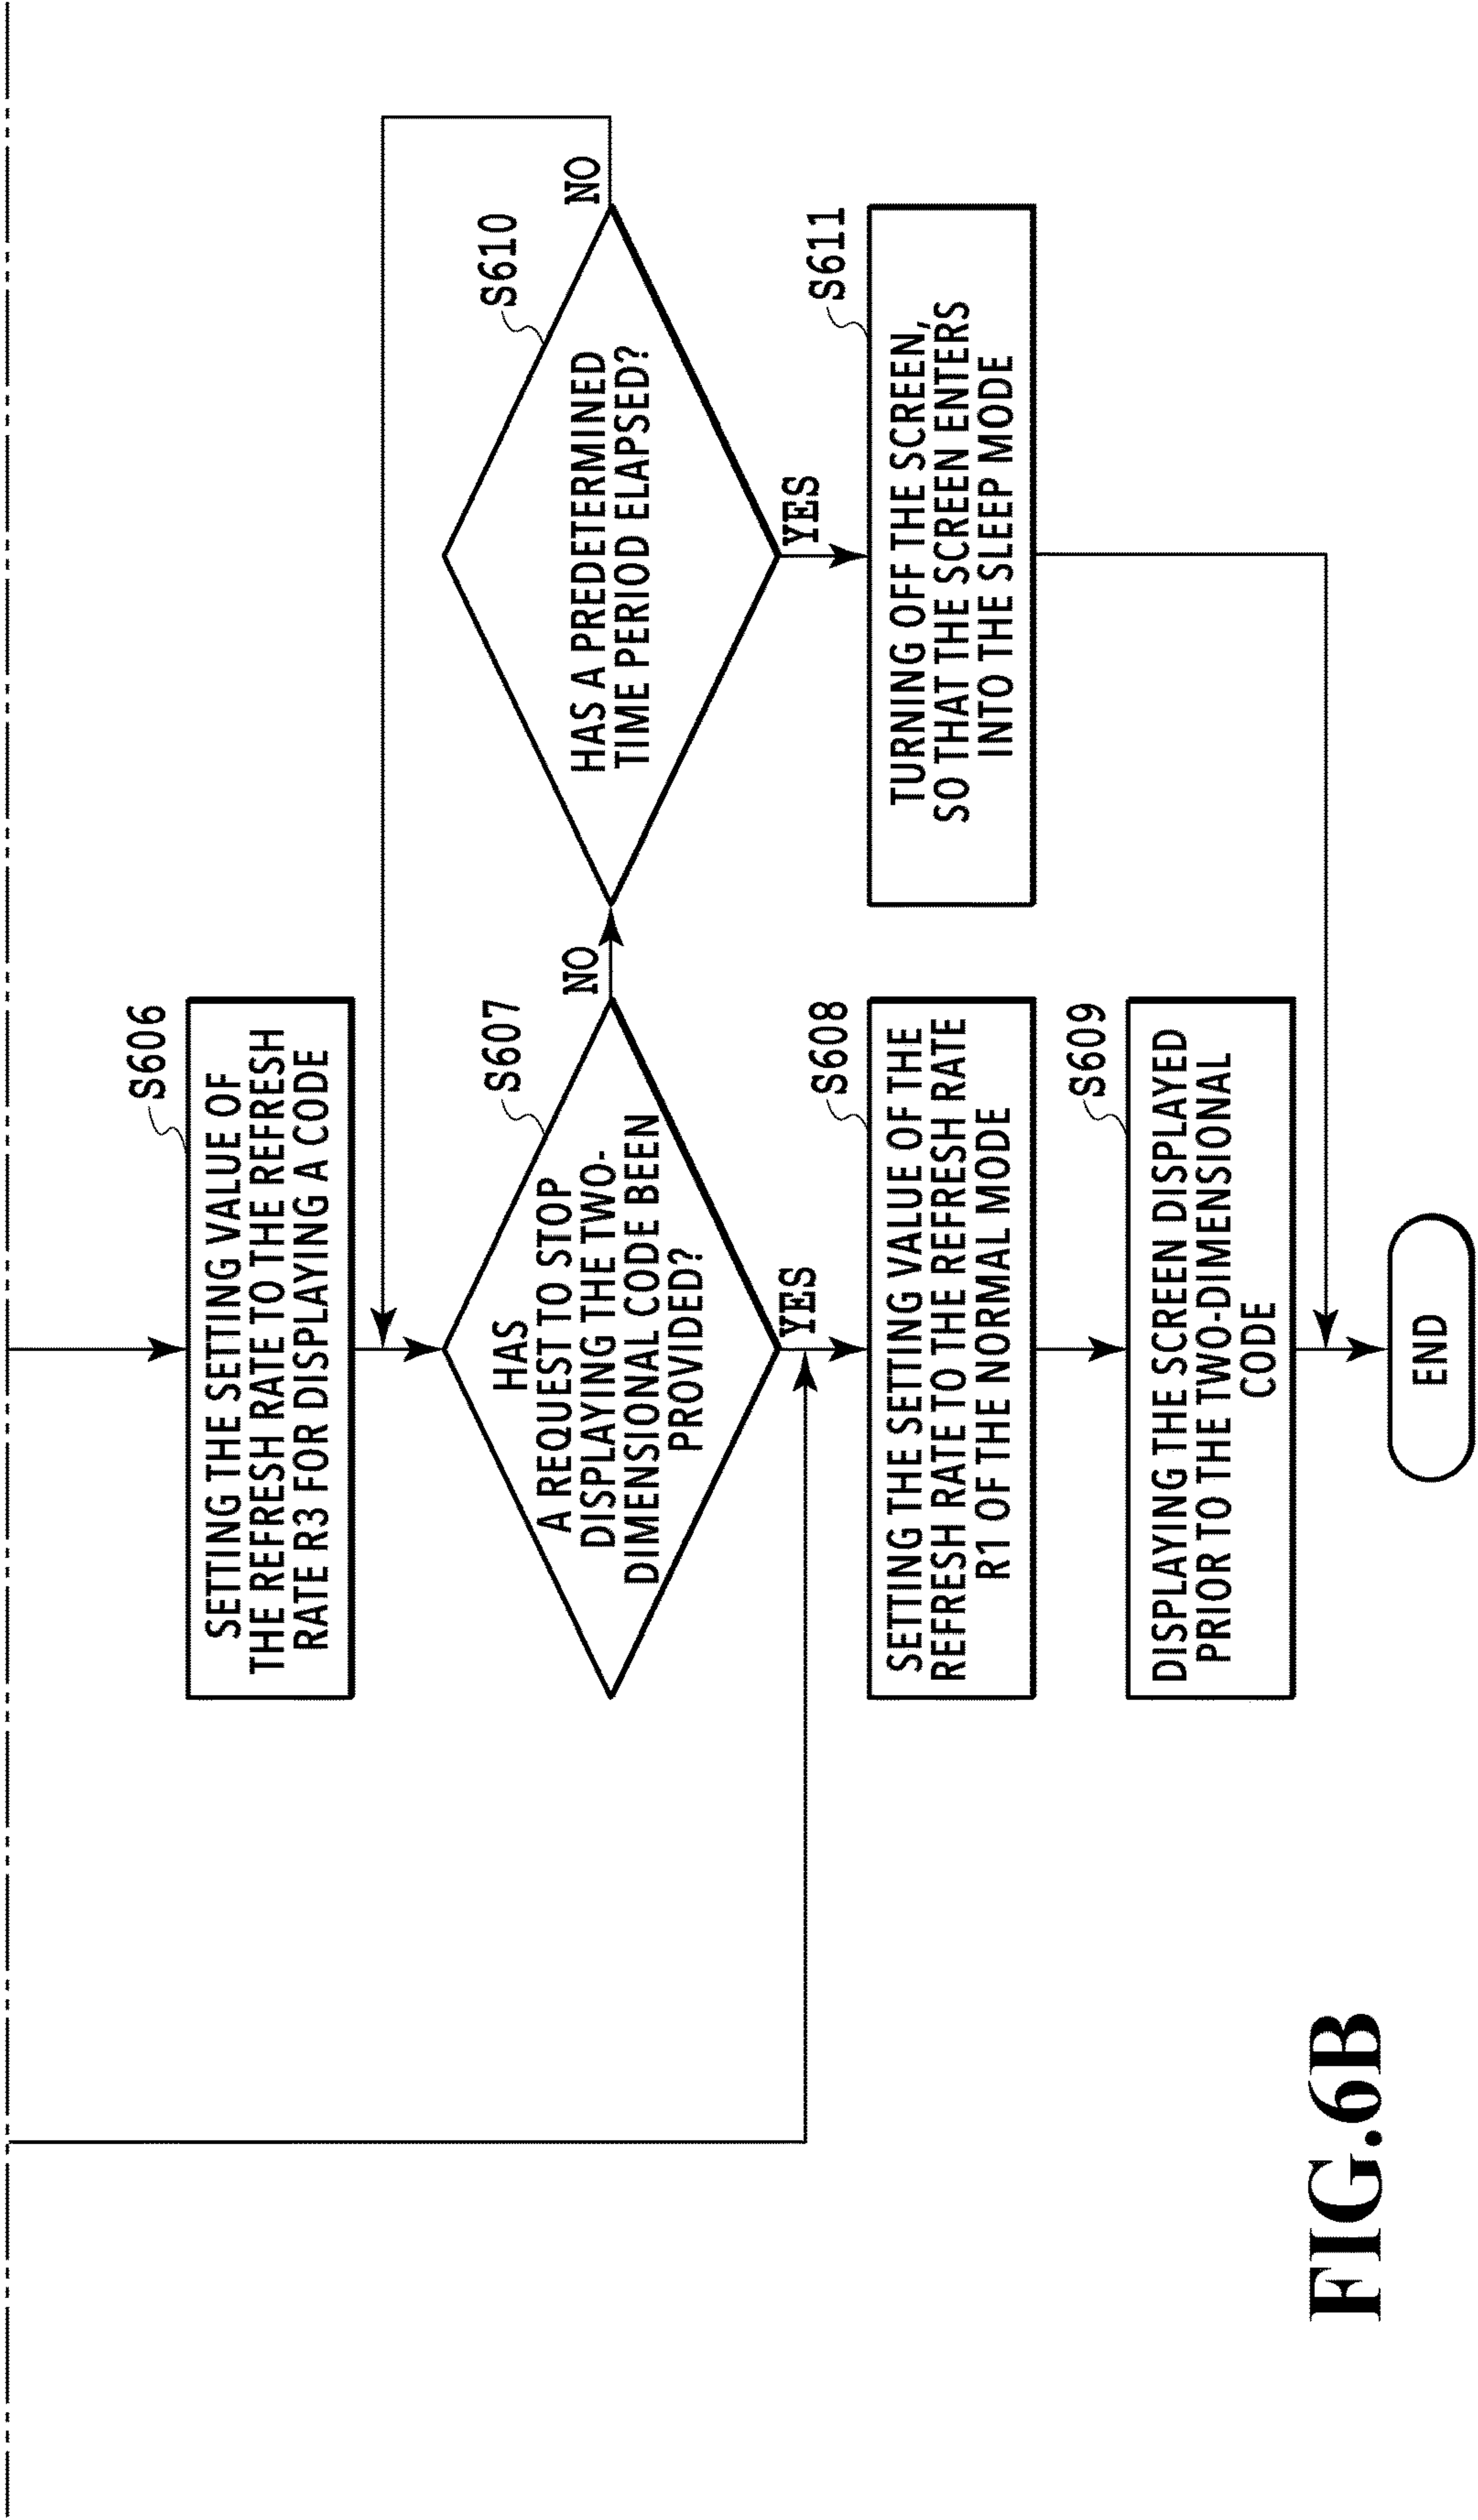 S606
SETTING THE SETTING VALUE OF
THE REFRESH RATE TO THE REFRESH
RATE R3 FOR DISPLAYING A CODE
S607
HAS
A REQUEST TO STOP
DISPLAYING THE TWO-
DIMENSIONAL CODE BEEN
PROVIDED?
NO
YES
S610
HAS A PREDETERMINED
TIME PERIOD ELAPSED?
NO
YES
S608
SETTING THE SETTING VALUE OF THE
REFRESH RATE TO THE REFRESH RATE
R1 OF THE NORMAL MODE
S611
TURNING OFF THE SCREEN,
SO THAT THE SCREEN ENTERS
INTO THE SLEEP MODE
S609
DISPLAYING THE SCREEN DISPLAYED
PRIOR TO THE TWO-DIMENSIONAL
CODE
END
FIG.6B